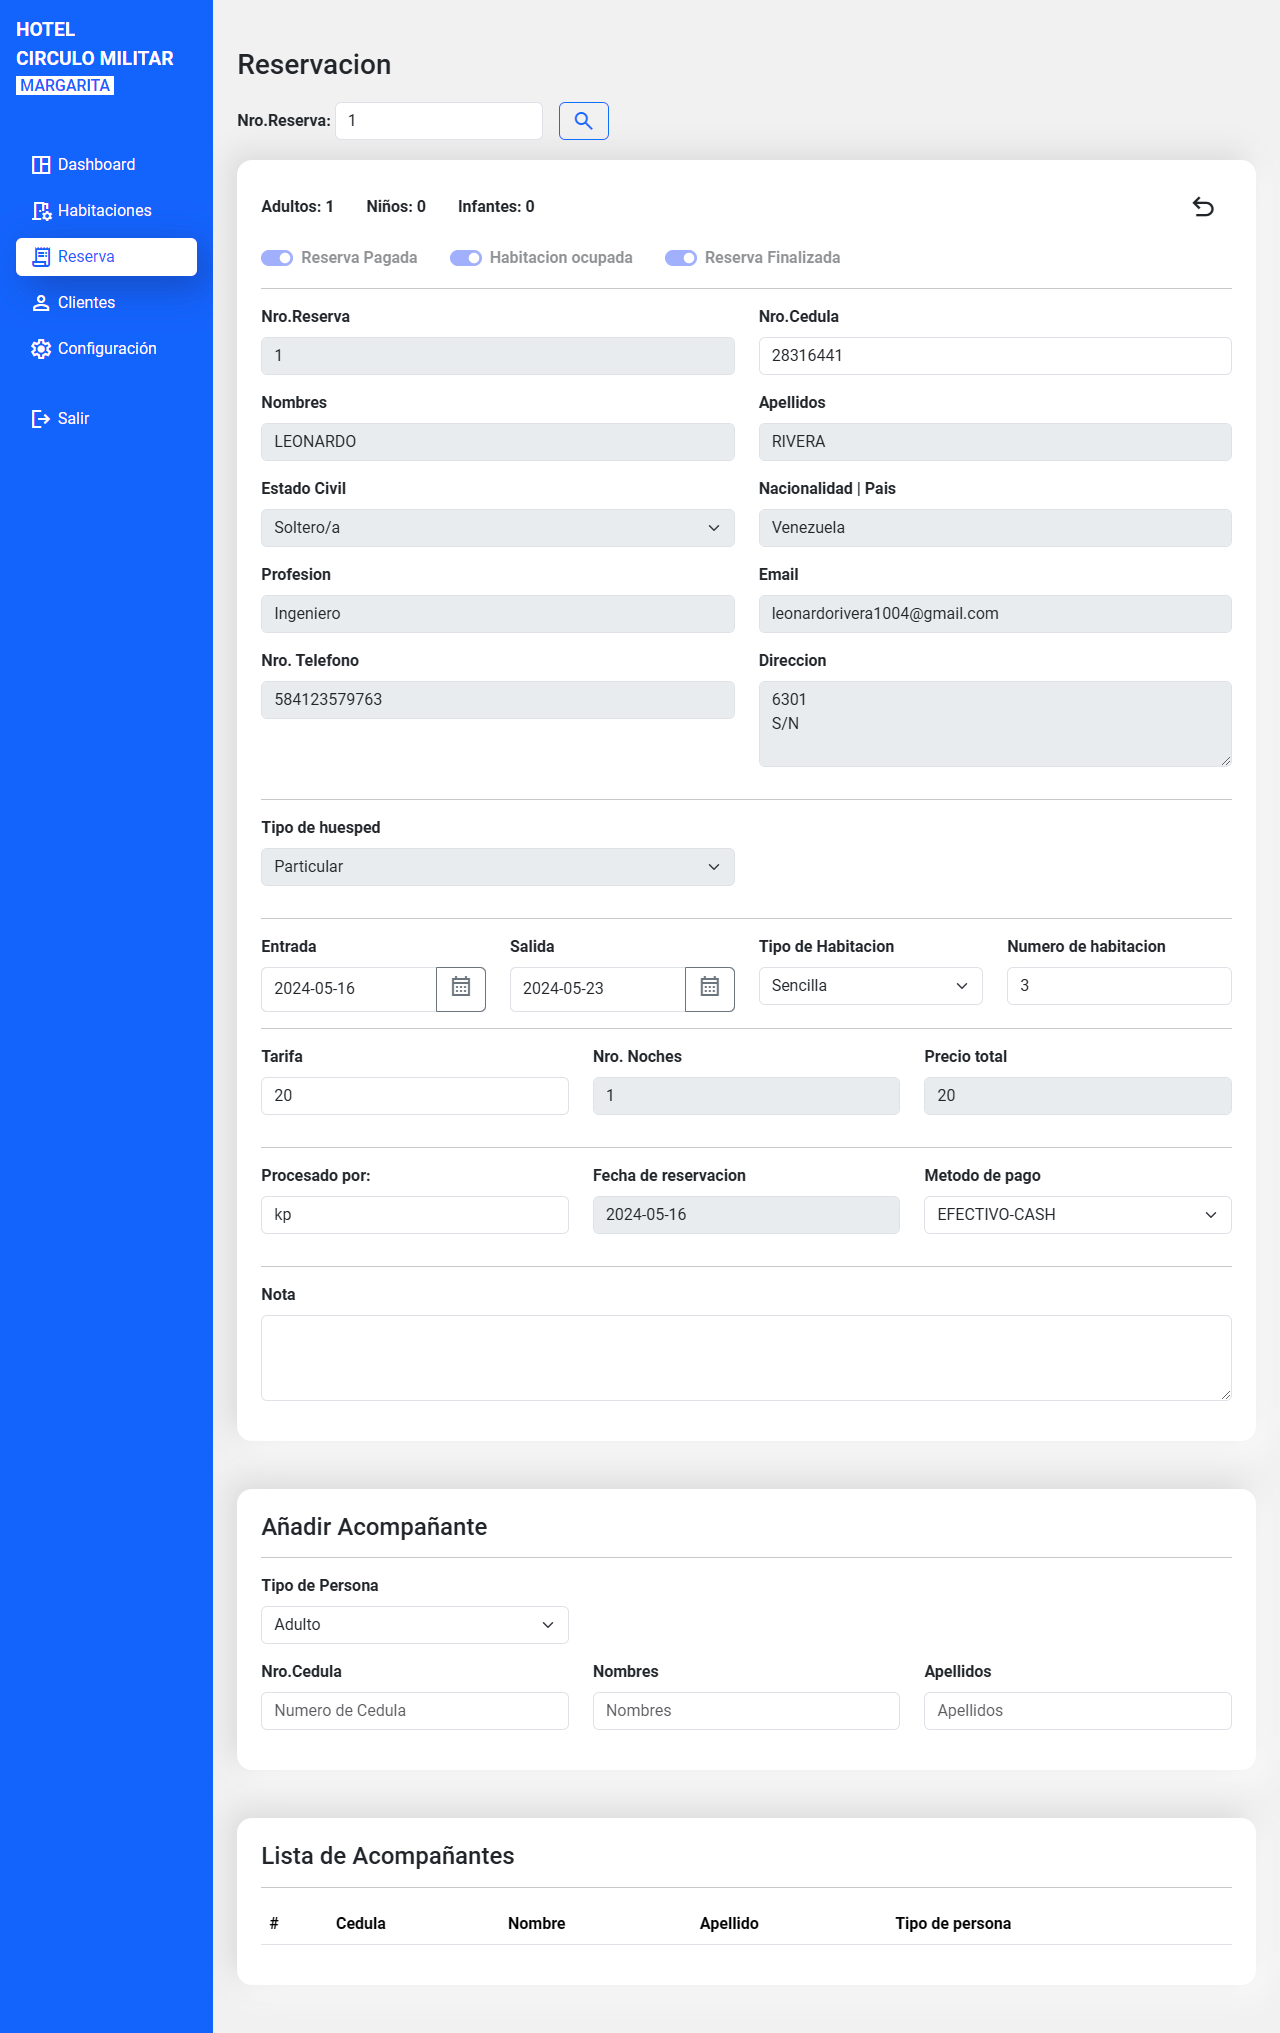 HOTEL
CIRCULO MILITAR
MARGARITA
Dashboard
Habitaciones
Reserva
Clientes
Configuración
Salir
Reservacion
Nro.Reserva: 1
Adultos: 1 Niños: 0 Infantes: 0
Reserva Pagada Habitacion ocupada Reserva Finalizada
Nro.Reserva Nro.Cedula
1 28316441
Nombres Apellidos
LEONARDO RIVERA
Estado Civil Nacionalidad | Pais
Soltero/a Venezuela
Profesion Email
Ingeniero leonardorivera1004@gmail.com
Nro. Telefono Direccion
584123579763 6301
S/N
Tipo de huesped
Particular
Entrada Salida Tipo de Habitacion Numero de habitacion
2024-05-16 2024-05-23 Sencilla 3
Tarifa Nro. Noches Precio total
20 1 20
Procesado por: Fecha de reservacion Metodo de pago
kp 2024-05-16 EFECTIVO-CASH
Nota
Añadir Acompañante
Tipo de Persona
Adulto
Nro.Cedula Nombres Apellidos
Numero de Cedula Nombres Apellidos
Lista de Acompañantes
# Cedula Nombre Apellido Tipo de persona